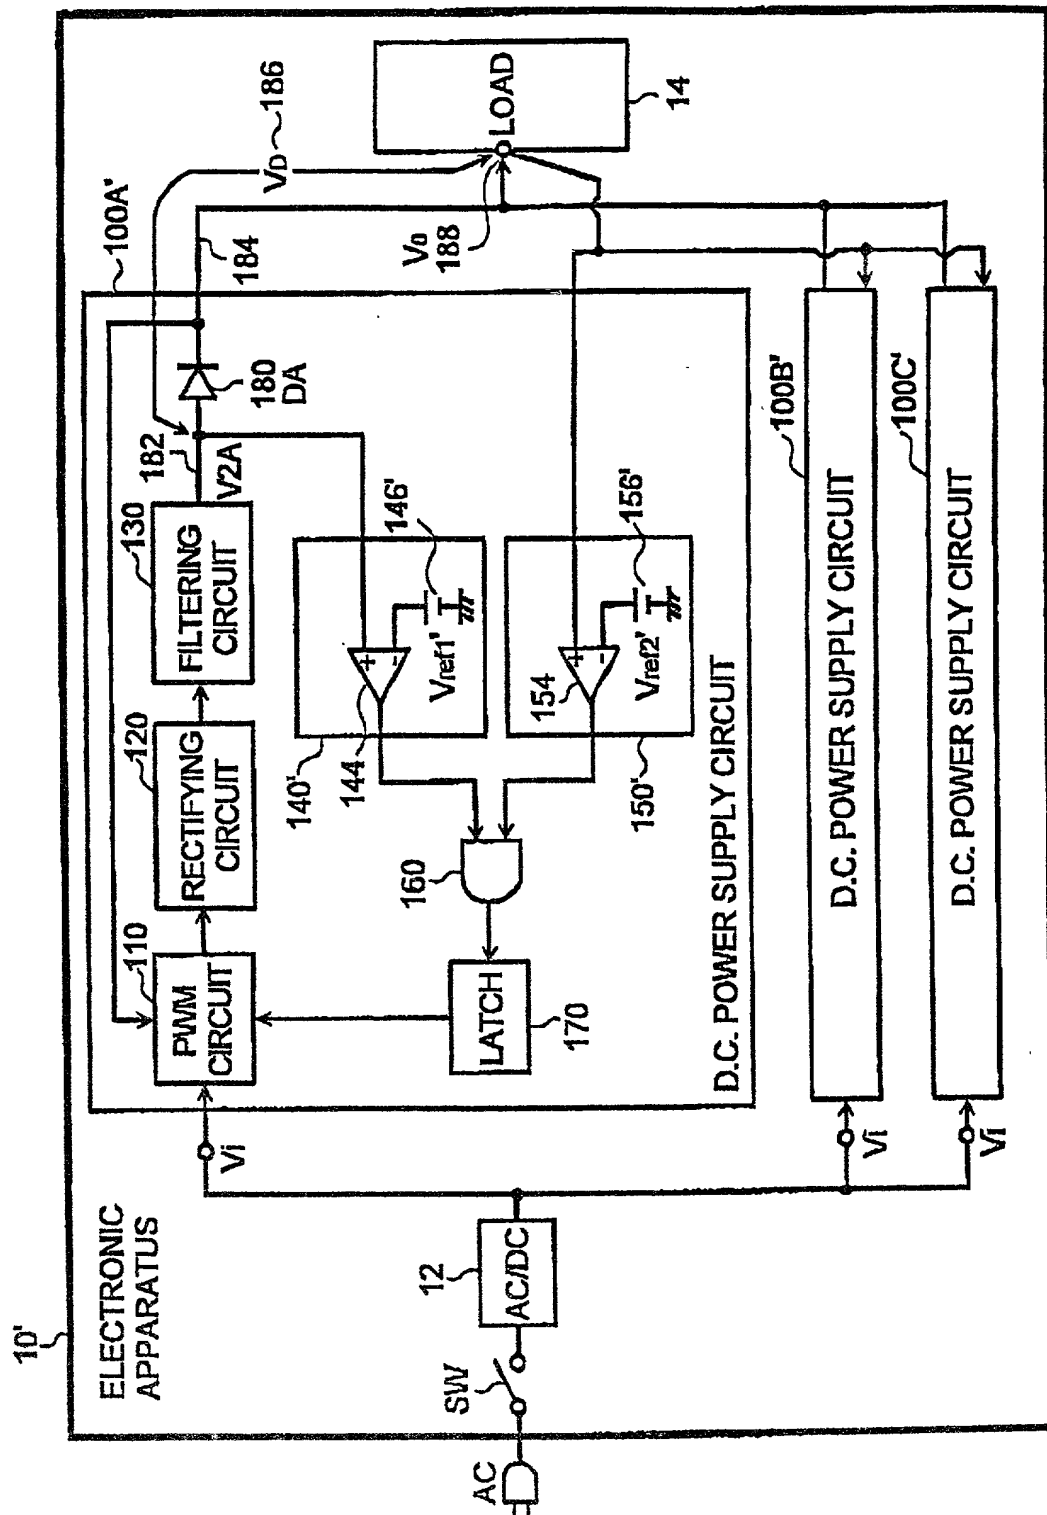 10'
ELECTRONIC
APPARATUS
AC
SW
12
AC/DC
Vi
Vi
Vi
100A'
110
PWM
CIRCUIT
120
RECTIFYING
CIRCUIT
130
FILTERING
CIRCUIT
182
V2A
180
DA
184
VD 186
V0
188
LOAD
14
140'
144
Vref1'
146'
150'
154
Vref2'
156'
160
LATCH
170
D.C. POWER SUPPLY CIRCUIT
100B'
D.C. POWER SUPPLY CIRCUIT
100C'
D.C. POWER SUPPLY CIRCUIT
+
-
+
-